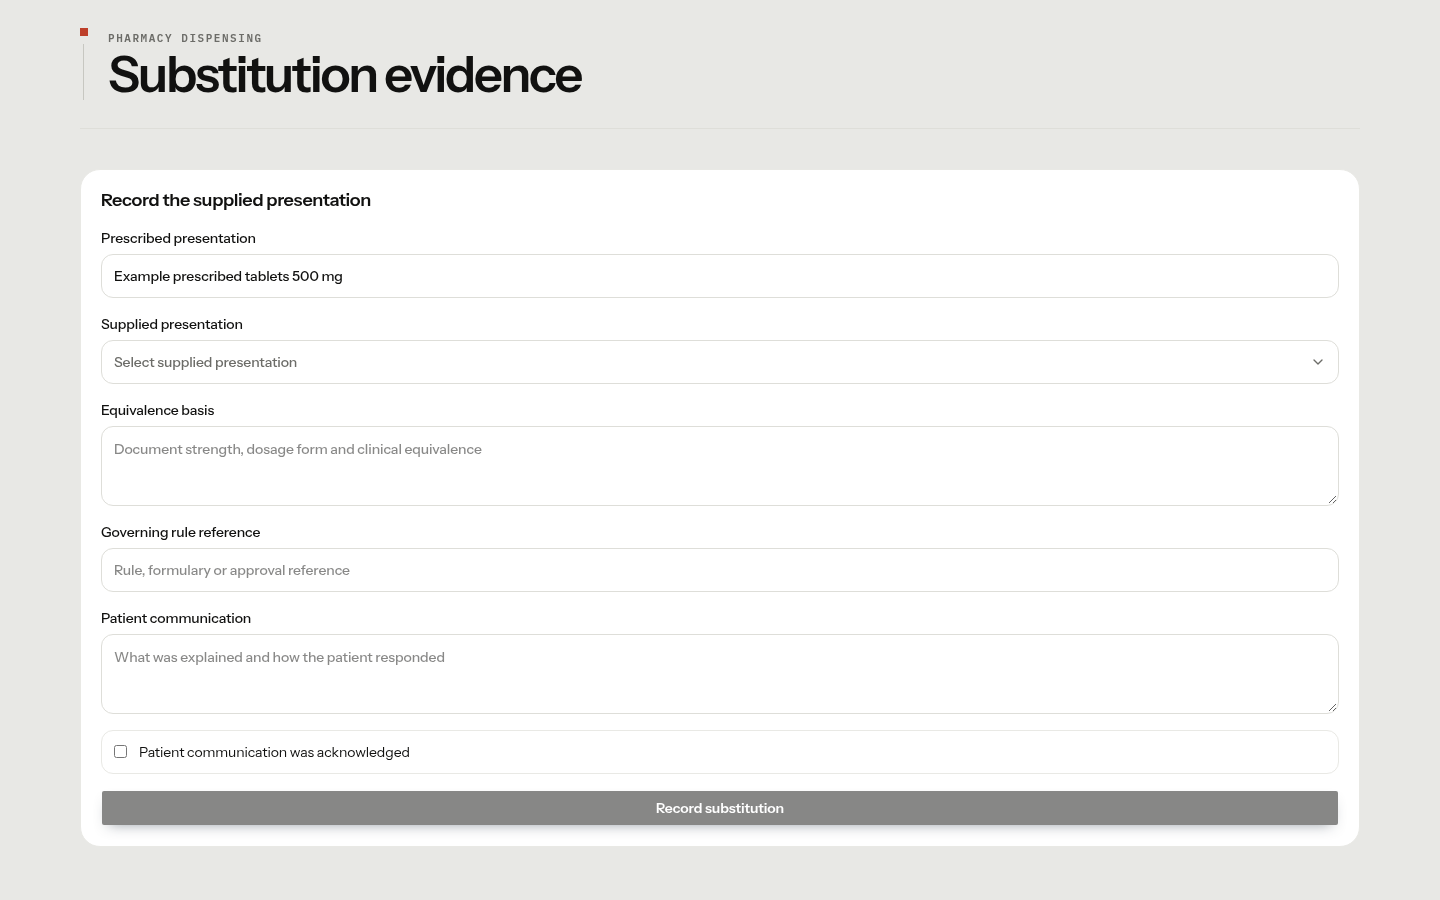 PHARMACY DISPENSING
Substitution evidence
Record the supplied presentation
Prescribed presentation
Example prescribed tablets 500 mg
Supplied presentation
Select supplied presentation
Equivalence basis
Document strength, dosage form and clinical equivalence
Governing rule reference
Rule, formulary or approval reference
Patient communication
What was explained and how the patient responded
Patient communication was acknowledged
Record substitution